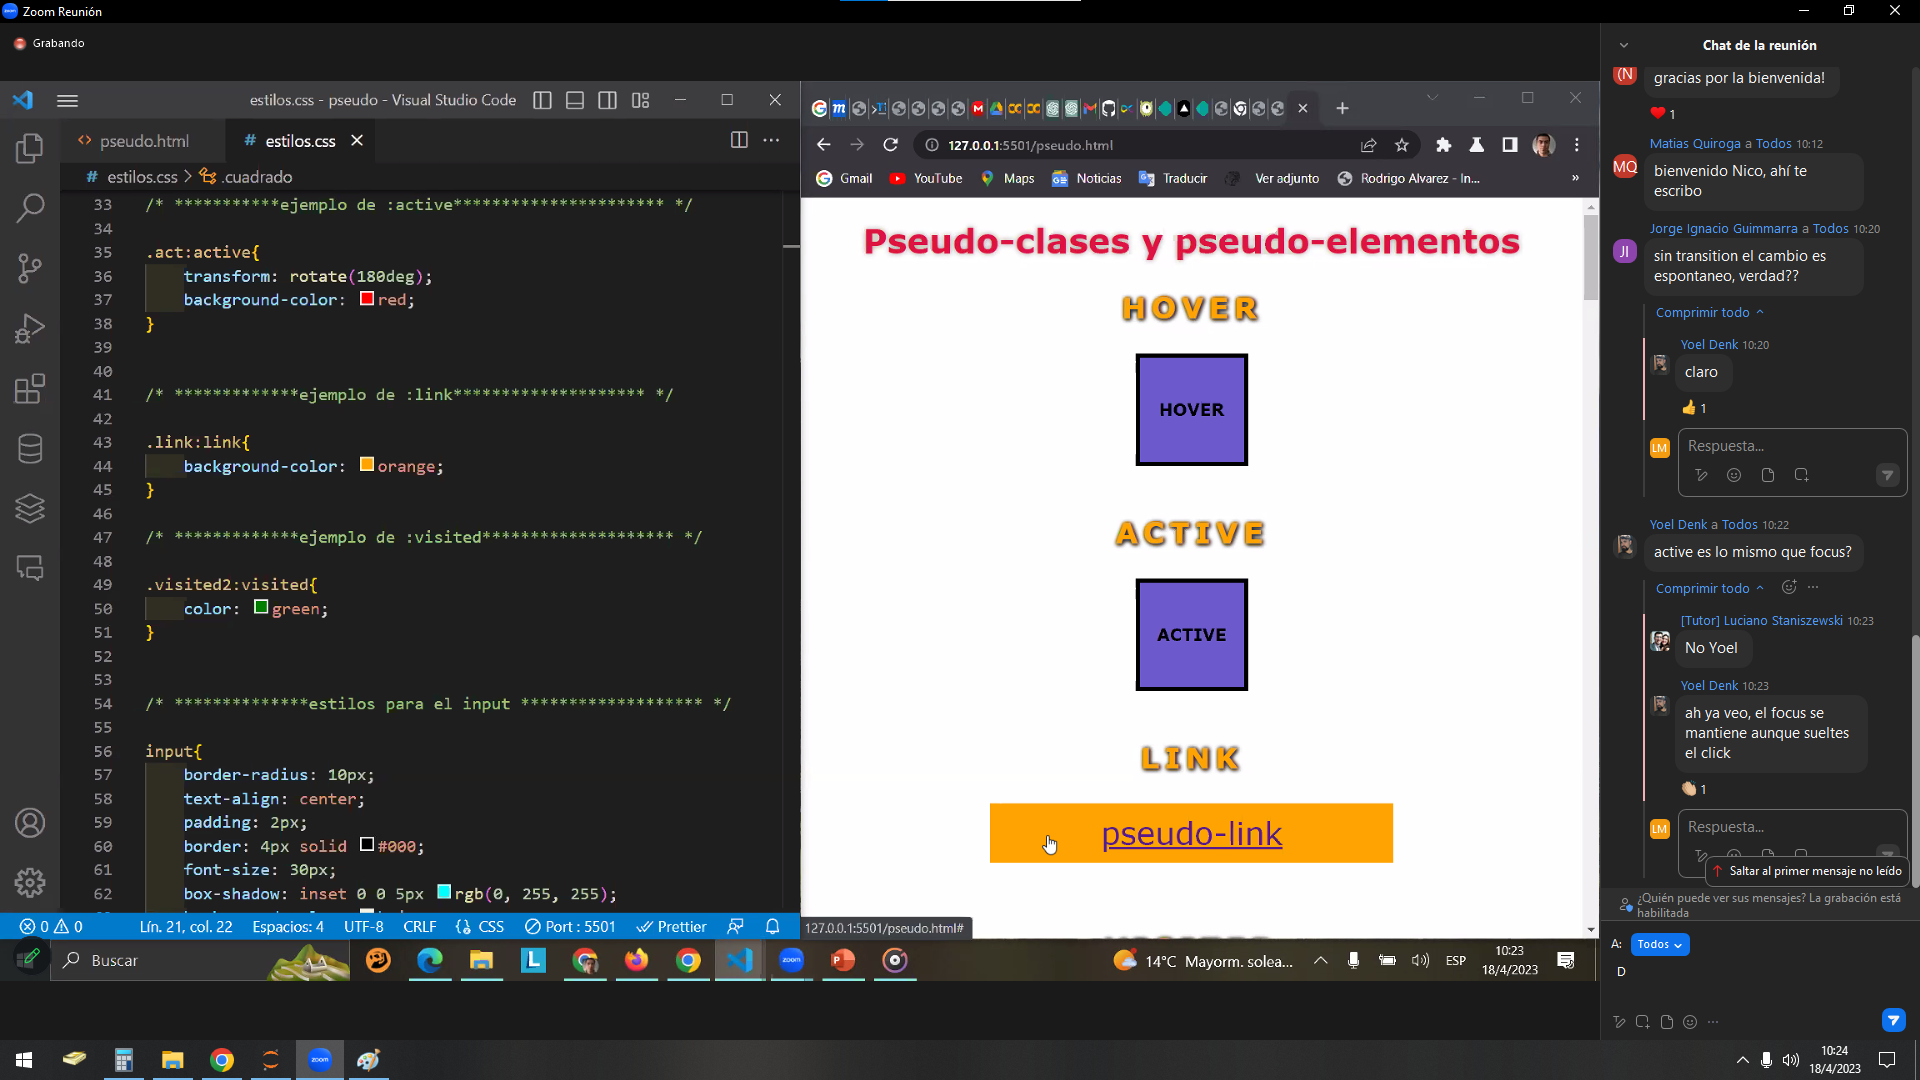 Zoom Reunión
Grabando
estilos.css - pseudo - Visual Studio Code
pseudo.html
# estilos.css
# estilos.css > .cuadrado
33 /* ***********ejemplo de :active********************** */
34
35 .act:active{
36 transform: rotate(180deg);
37 background-color: red;
38 }
39
40
41 /* *************ejemplo de :link******************** */
42
43 .link:link{
44 background-color: orange;
45 }
46
47 /* *************ejemplo de :visited******************** */
48
49 .visited2:visited{
50 color: green;
51 }
52
53
54 /* **************estilos para el input ******************* */
55
56 input{
57 border-radius: 10px;
58 text-align: center;
59 padding: 2px;
60 border: 4px solid #000;
61 font-size: 30px;
62 box-shadow: inset 0 0 5px rgb(0, 255, 255);
0 0 Lín. 21, col. 22 Espacios: 4 UTF-8 CRLF {} CSS Port : 5501 Prettier
127.0.0.1:5501/pseudo.html
Gmail YouTube Maps Noticias Traducir Ver adjunto Rodrigo Alvarez - In... »
Pseudo-clases y pseudo-elementos
HOVER
HOVER
ACTIVE
ACTIVE
LINK
pseudo-link
127.0.0.1:5501/pseudo.html#
Buscar
14°C Mayorm. solea... ESP
10:23
18/4/2023
Chat de la reunión
(N
gracias por la bienvenida!
1
Matias Quiroga a Todos 10:12
MQ
bienvenido Nico, ahí te
escribo
Jorge Ignacio Guimmarra a Todos 10:20
JI
sin transition el cambio es
espontaneo, verdad??
Comprimir todo
Yoel Denk 10:20
claro
1
LM
Respuesta...
Yoel Denk a Todos 10:22
active es lo mismo que focus?
Comprimir todo
[Tutor] Luciano Staniszewski 10:23
No Yoel
Yoel Denk 10:23
ah ya veo, el focus se
mantiene aunque sueltes
el click
1
LM
Respuesta...
Saltar al primer mensaje no leído
¿Quién puede ver sus mensajes? La grabación está
habilitada
A: Todos
D
zoom
10:24
18/4/2023